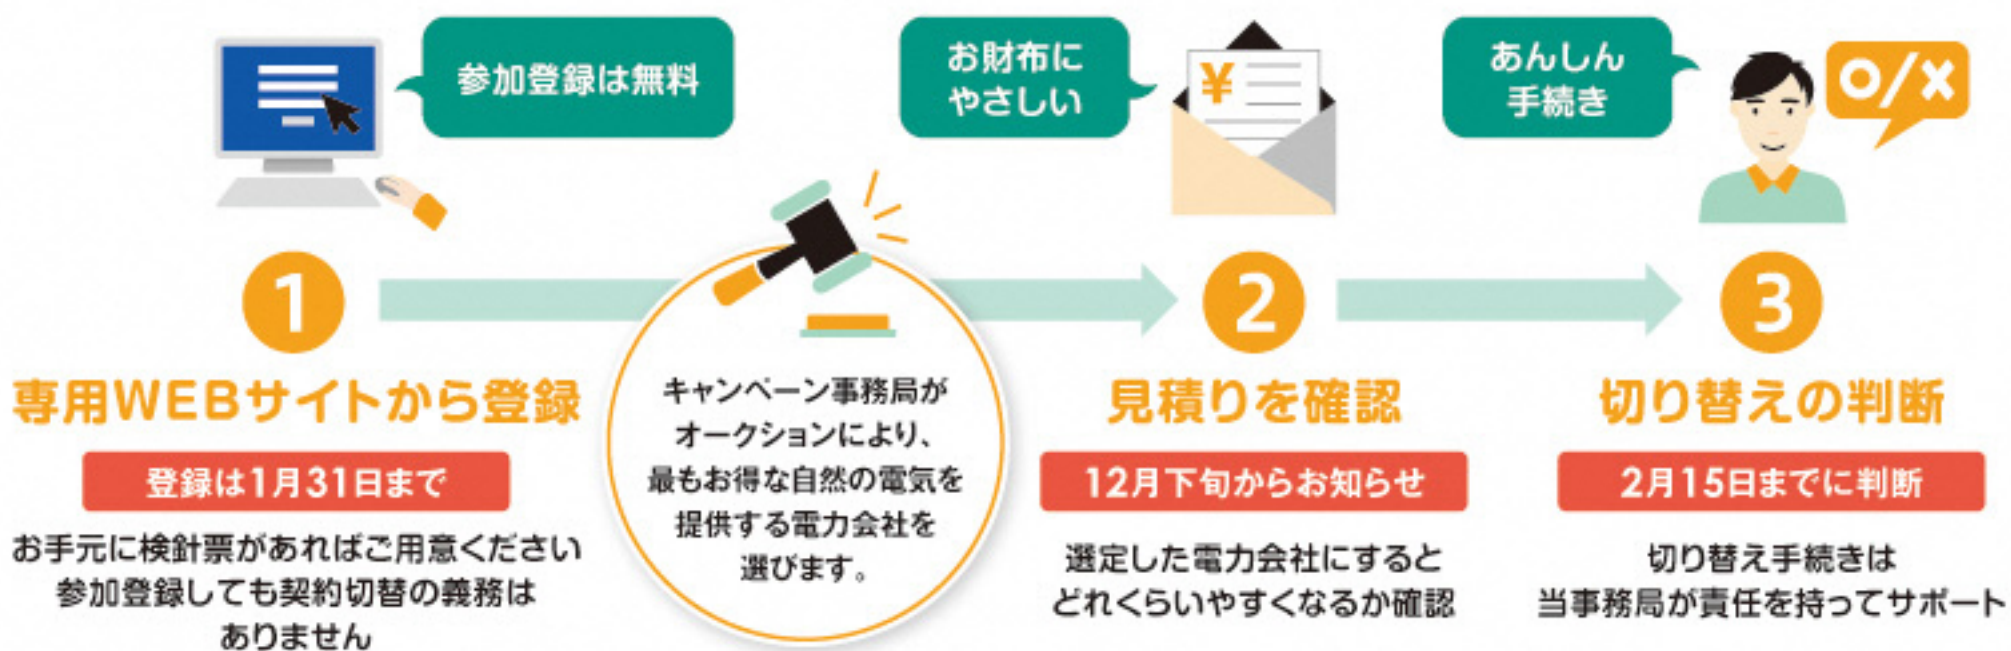 参加登録は無料
1
専用WEBサイトから登録
登録は1月31日まで
お手元に検針票があればご用意ください
参加登録しても契約切替の義務は
ありません
キャンペーン事務局が
オークションにより、
最もお得な自然の電気を
提供する電力会社を
選びます。
お財布に
やさしい
¥
2
見積りを確認
12月下旬からお知らせ
選定した電力会社にすると
どれくらいやすくなるか確認
あんしん
手続き
O/X
3
切り替えの判断
2月15日までに判断
切り替え手続きは
当事務局が責任を持ってサポート